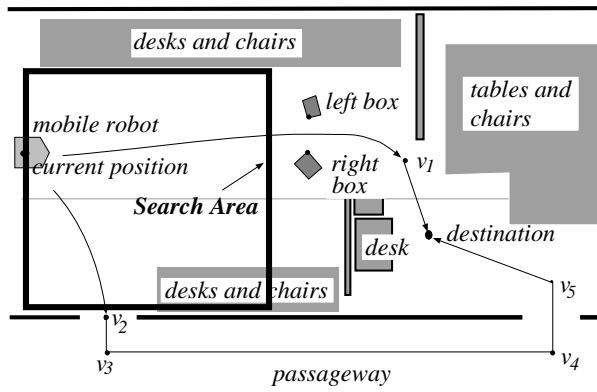 desks and chairs
left box
tables and
chairs
mobile robot
current position
right
box
v1
Search Area
destination
desk
desks and chairs
v2
v5
v3
v4
passageway